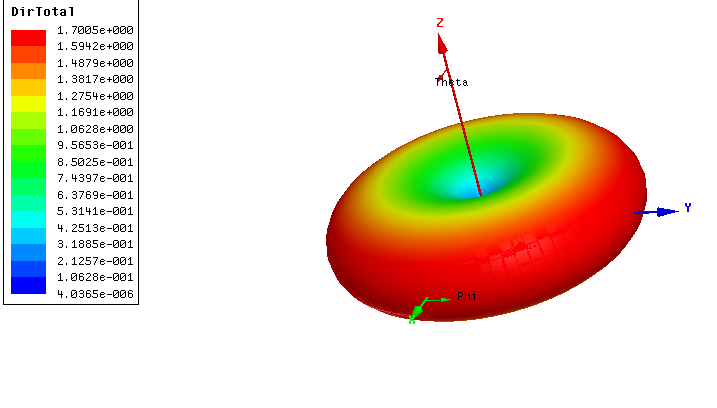 DirTotal
1.7005e+000
1.5942e+000
1.4879e+000
1.3817e+000
1.2754e+000
1.1691e+000
1.0628e+000
9.5653e-001
8.5025e-001
7.4397e-001
6.3769e-001
5.3141e-001
4.2513e-001
3.1885e-001
2.1257e-001
1.0628e-001
4.0365e-006
Z
Theta
Y
Phi
X